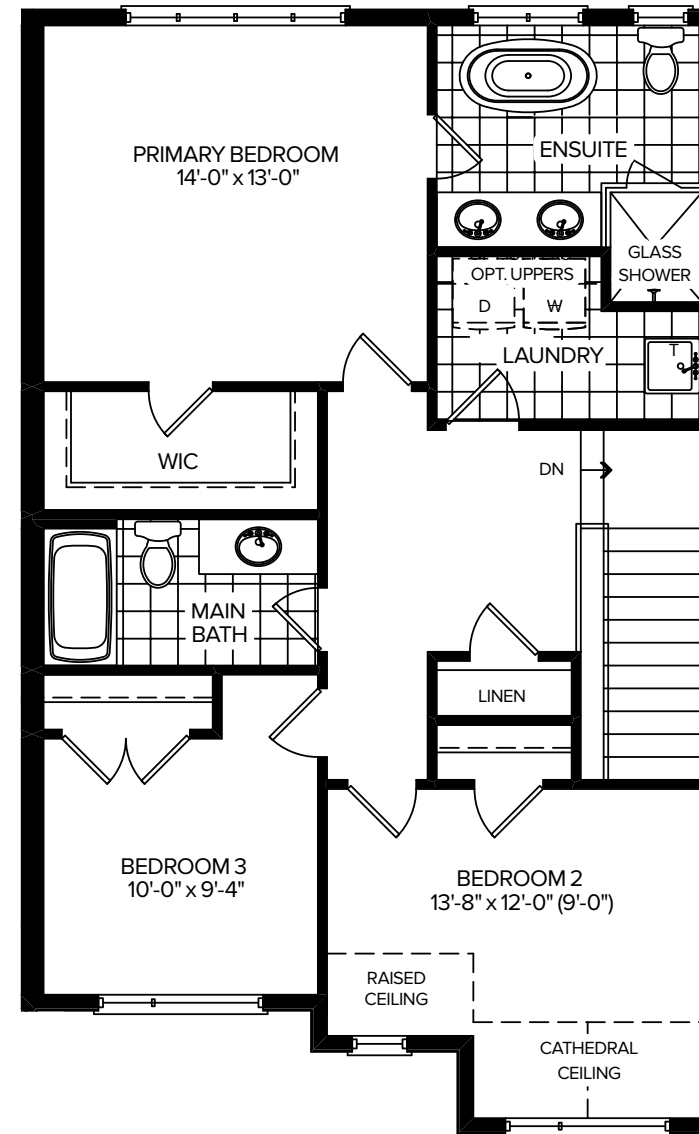 PRIMARY BEDROOM
14'-0" x 13'-0"
ENSUITE
GLASS
SHOWER
OPT. UPPERS
D
W
T
LAUNDRY
WIC
DN
MAIN
BATH
LINEN
BEDROOM 3
10'-0" x 9'-4"
BEDROOM 2
13'-8" x 12'-0" (9'-0")
RAISED
CEILING
CATHEDRAL
CEILING